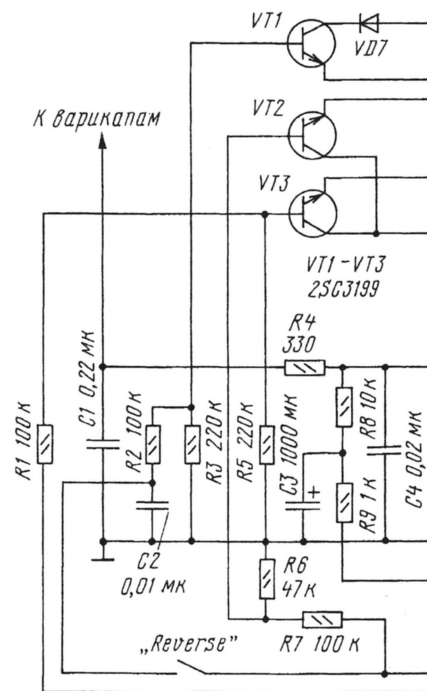 VT1
VD7
VT2
К варикапам
VT3
VT1-VT3
2SC3199
R4
330
R1 100 к
C1 0,22 мк
R2 100 к
R3 220 к
R5 220 к
C3 1000 мк
+
R8 10 к
R9 1 к
C4 0,02 мк
C2
0,01 мк
R6
47 к
„Reverse”
R7 100 к